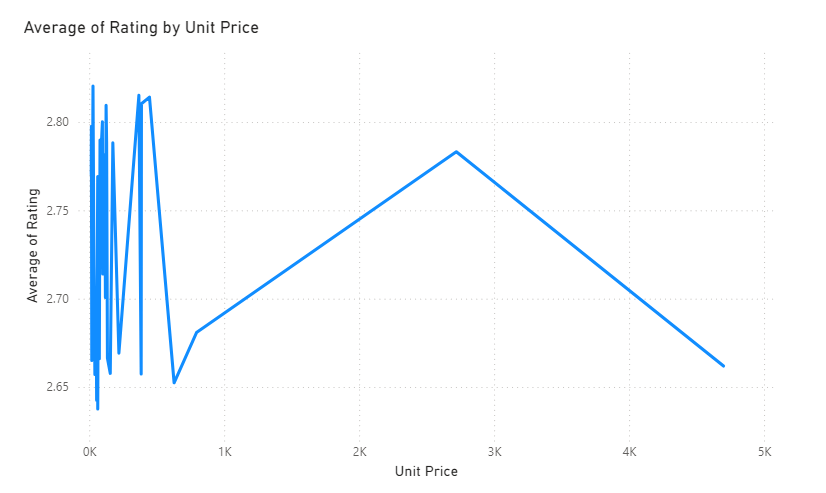 Average of Rating by Unit Price
Average of Rating
2.80
2.75
2.70
2.65
0K 1K 2K 3K 4K 5K
Unit Price